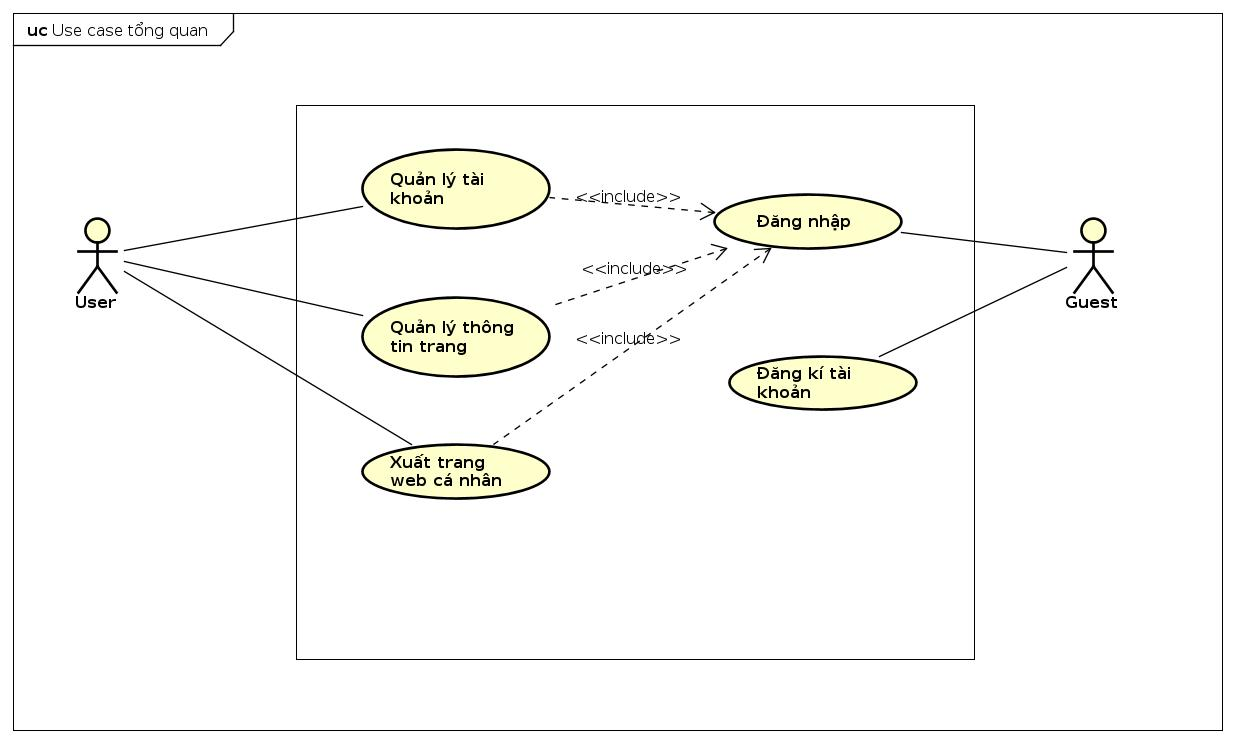 uc Use case tổng quan
Quản lý tài
khoản
<<include>>
Đăng nhập
<<include>>
User
Guest
Quản lý thông
tin trang
<<include>>
Đăng kí tài
khoản
Xuất trang
web cá nhân